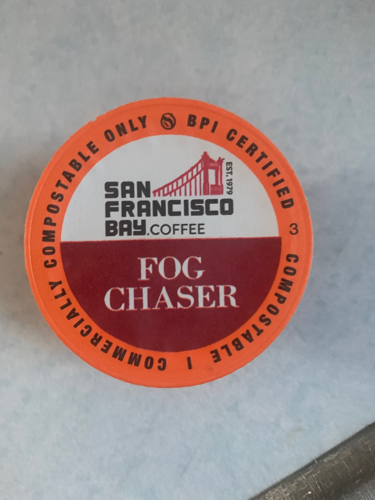 COMMERCIALLY COMPOSTABLE ONLY BPI CERTIFIED COMPOSTABLE |
EST. 1979
SAN
FRANCISCO
BAY.COFFEE
3
FOG
CHASER